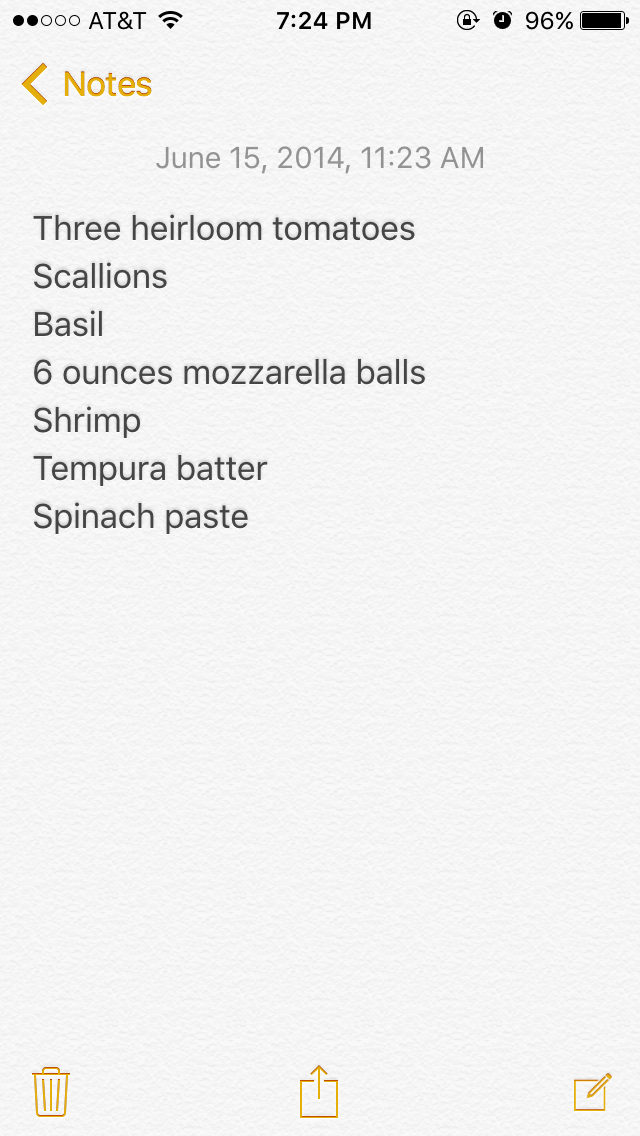 AT&T 7:24 PM 96%
Notes
June 15, 2014, 11:23 AM
Three heirloom tomatoes
Scallions
Basil
6 ounces mozzarella balls
Shrimp
Tempura batter
Spinach paste